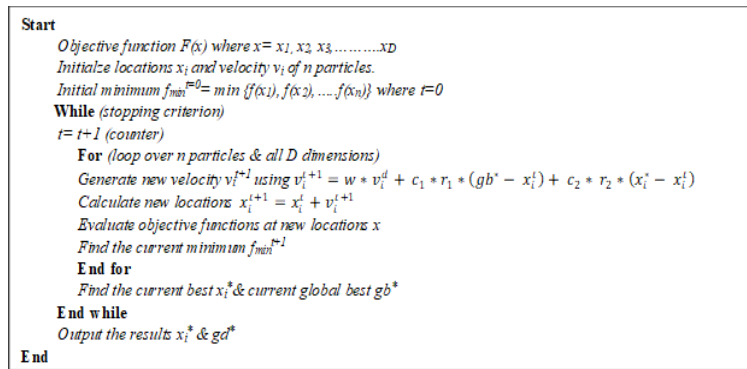 Start
Objective function F(x) where x= x₁, x₂, x₃,..........x_D
Initialze locations xᵢ and velocity vᵢ of n particles.
Initial minimum f_min^{t=0}= min {f(x₁), f(x₂), .... f(xₙ)} where t=0
While (stopping criterion)
t= t+1 (counter)
For (loop over n particles & all D dimensions)
Generate new velocity vᵢ^{t+1} using vᵢ^{t+1} = w * vᵢ^d + c₁ * r₁ * (gb* − xᵢ^t) + c₂ * r₂ * (xᵢ* − xᵢ^t)
Calculate new locations xᵢ^{t+1} = xᵢ^t + vᵢ^{t+1}
Evaluate objective functions at new locations x
Find the current minimum f_min^{t+1}
End for
Find the current best xᵢ* & current global best gb*
End while
Output the results xᵢ* & gd*
End